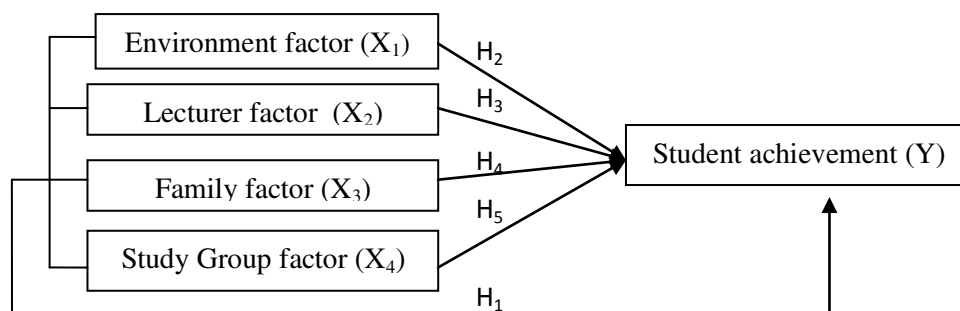 Environment factor (X₁)
H₂
Lecturer factor (X₂)
H₃
Student achievement (Y)
Family factor (X₃)
H₄
H₅
Study Group factor (X₄)
H₁